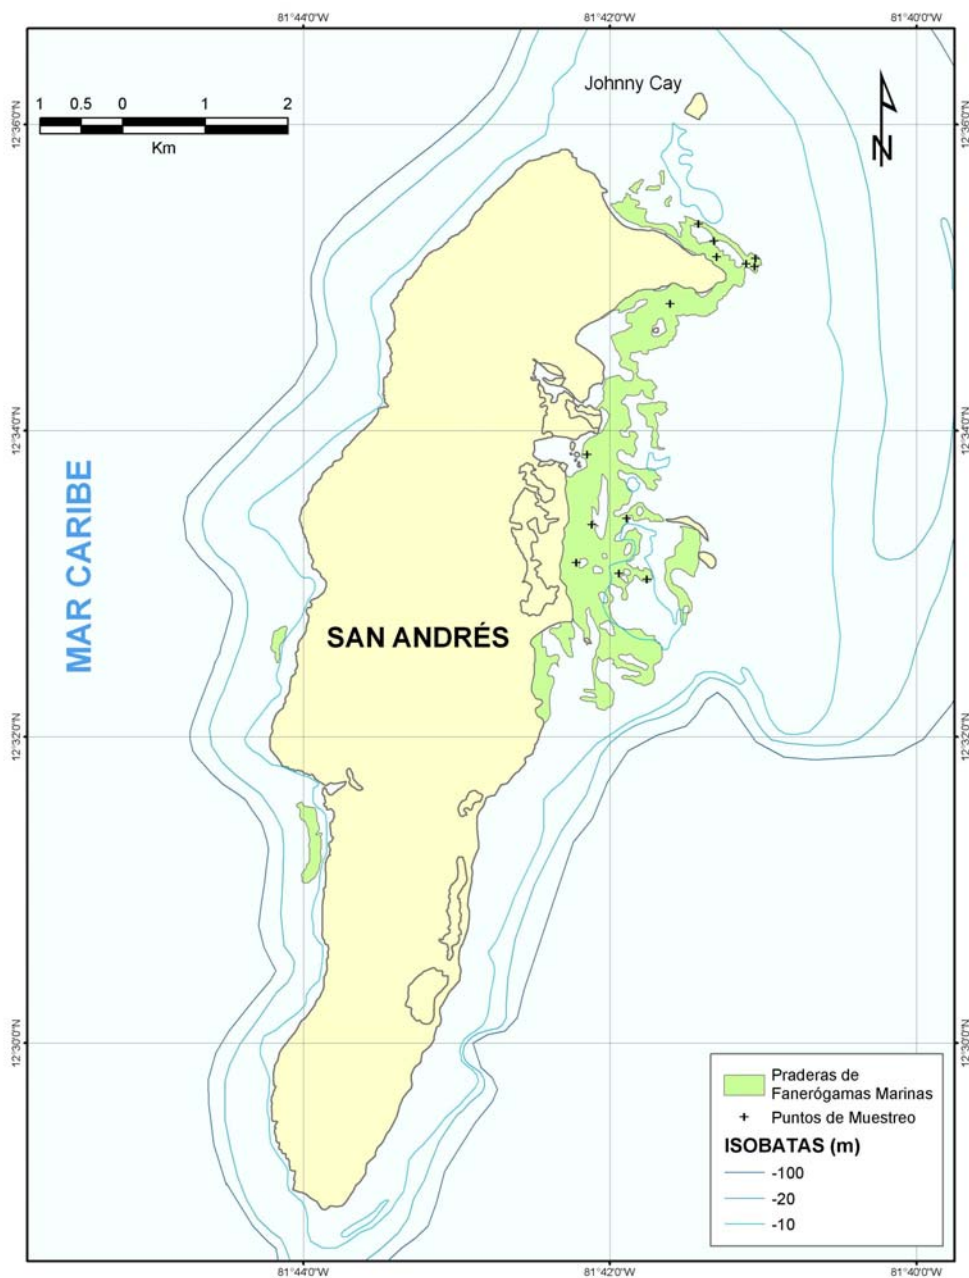 81°44'0"W
81°42'0"W
81°40'0"W
Johnny Cay
1 0.5 0 1 2
Km
N
12°36'0"N
12°36'0"N
12°34'0"N
12°34'0"N
MAR CARIBE
SAN ANDRÉS
12°32'0"N
12°32'0"N
12°30'0"N
12°30'0"N
Praderas de
Fanerógamas Marinas
Puntos de Muestreo
ISOBATAS (m)
-100
-20
-10
81°44'0"W
81°42'0"W
81°40'0"W